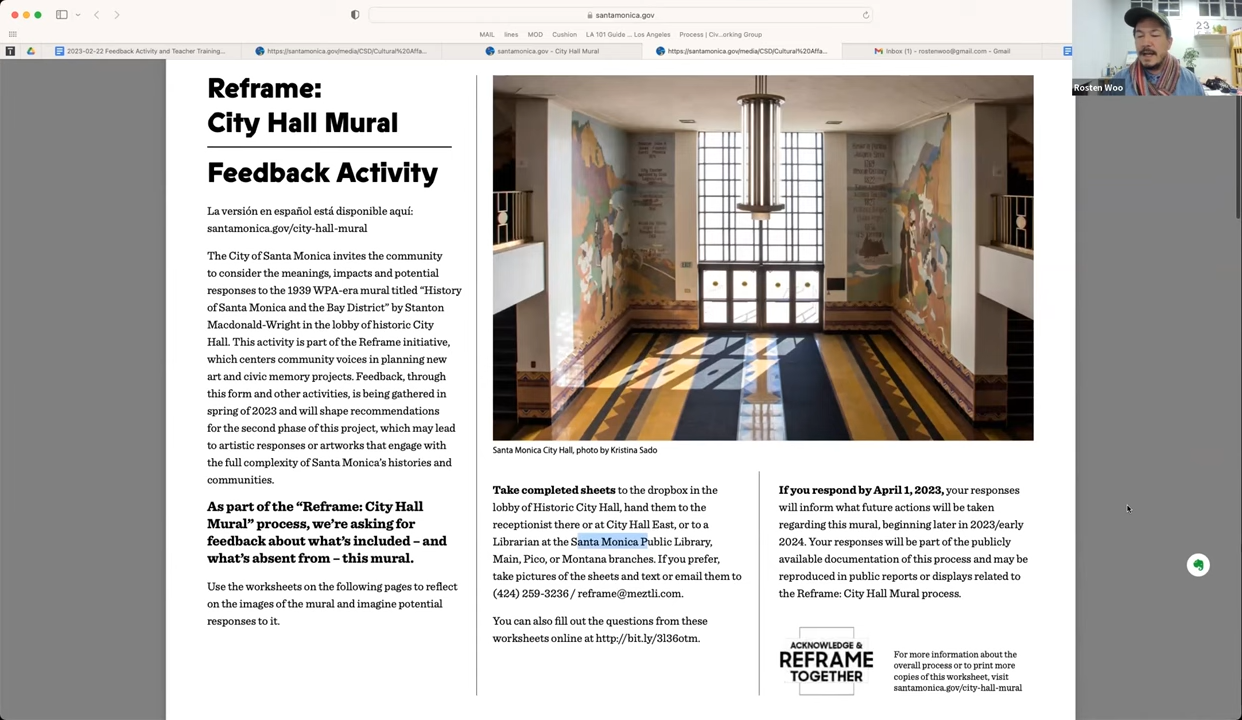 santamonica.gov
MAIL lines MOD Cushion LA 101 Guide ... Los Angeles Process | Civ...orking Group
2023-02-22 Feedback Activity and Teacher Training...
https://santamonica.gov/media/CSD/Cultural%20Affa...
santamonica.gov - City Hall Mural
https://santamonica.gov/media/CSD/Cultural%20Affa...
Inbox (1) - rostenwoo@gmail.com - Gmail
23
Rosten Woo
Reframe:
City Hall Mural
Feedback Activity
La versión en español está disponible aquí:
santamonica.gov/city-hall-mural
The City of Santa Monica invites the community
to consider the meanings, impacts and potential
responses to the 1939 WPA-era mural titled “History
of Santa Monica and the Bay District” by Stanton
Macdonald-Wright in the lobby of historic City
Hall. This activity is part of the Reframe initiative,
which centers community voices in planning new
art and civic memory projects. Feedback, through
this form and other activities, is being gathered in
spring of 2023 and will shape recommendations
for the second phase of this project, which may lead
to artistic responses or artworks that engage with
the full complexity of Santa Monica’s histories and
communities.
As part of the “Reframe: City Hall
Mural” process, we’re asking for
feedback about what’s included – and
what’s absent from – this mural.
Use the worksheets on the following pages to reflect
on the images of the mural and imagine potential
responses to it.
Santa Monica City Hall, photo by Kristina Sado
Take completed sheets to the dropbox in the
lobby of Historic City Hall, hand them to the
receptionist there or at City Hall East, or to a
Librarian at the Santa Monica Public Library,
Main, Pico, or Montana branches. If you prefer,
take pictures of the sheets and text or email them to
(424) 259-3236 / reframe@meztli.com.
You can also fill out the questions from these
worksheets online at http://bit.ly/3l36otm.
If you respond by April 1, 2023, your responses
will inform what future actions will be taken
regarding this mural, beginning later in 2023/early
2024. Your responses will be part of the publicly
available documentation of this process and may be
reproduced in public reports or displays related to
the Reframe: City Hall Mural process.
ACKNOWLEDGE &
REFRAME
TOGETHER
For more information about the
overall process or to print more
copies of this worksheet, visit
santamonica.gov/city-hall-mural